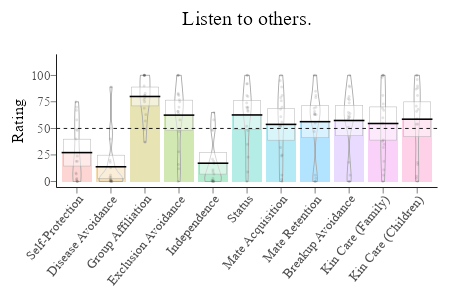 Listen to others.
Rating
100
75
50
25
0
Self-Protection
Disease Avoidance
Group Affiliation
Exclusion Avoidance
Independence
Status
Mate Acquisition
Mate Retention
Breakup Avoidance
Kin Care (Family)
Kin Care (Children)